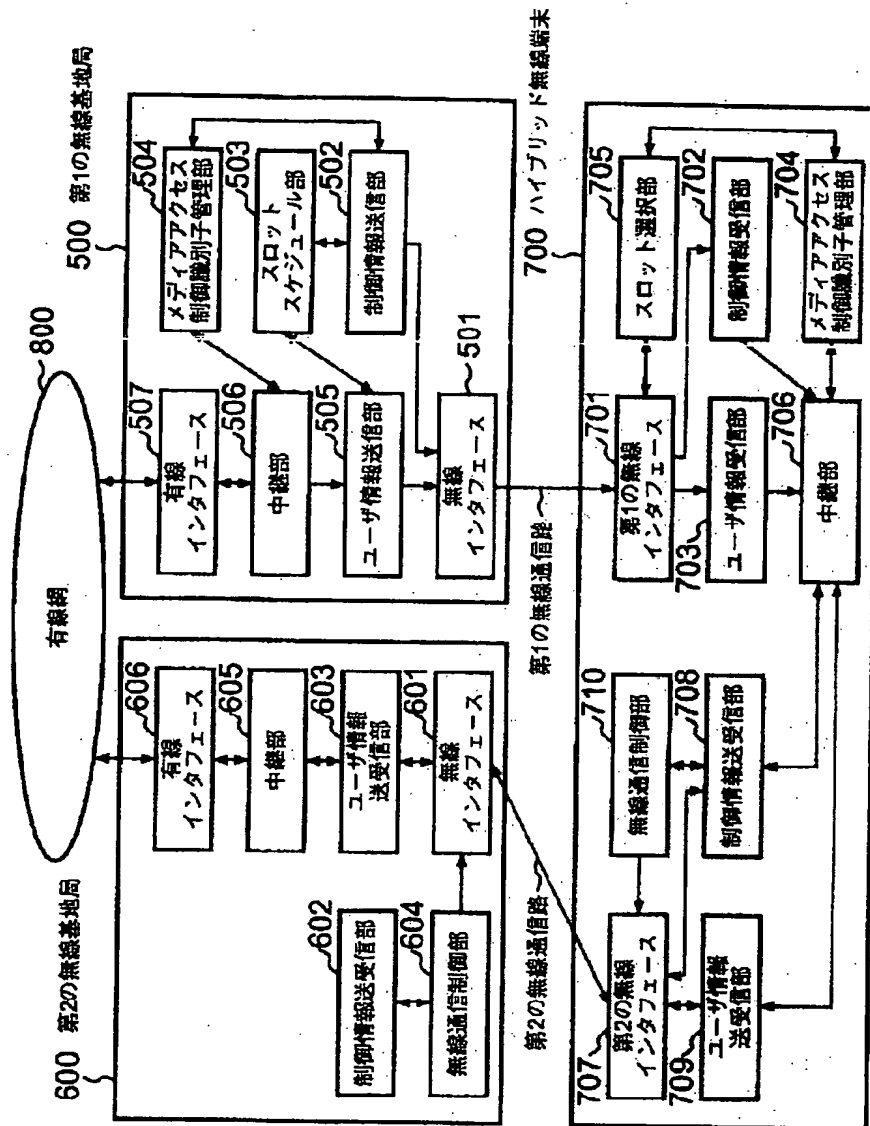 800
有線網
500 第1の無線基地局
507
有線
インタフェース
506
中継部
505
ユーザ情報送信部
無線
インタフェース
501
504
メディアアクセス
制御識別子管理部
503
スロット
スケジュール部
502
制御情報送信部
600 第2の無線基地局
606
有線
インタフェース
605
中継部
603
ユーザ情報
送受信部
601
無線
インタフェース
602
制御情報送受信部
604
無線通信制御部
第1の無線通信路
第2の無線通信路
700 ハイブリッド無線端末
701
第1の無線
インタフェース
703
ユーザ情報受信部
706
中継部
705
スロット選択部
702
制御情報受信部
704
メディアアクセス
制御識別子管理部
710
無線通信制御部
708
制御情報送受信部
707
第2の無線
インタフェース
709
ユーザ情報
送受信部